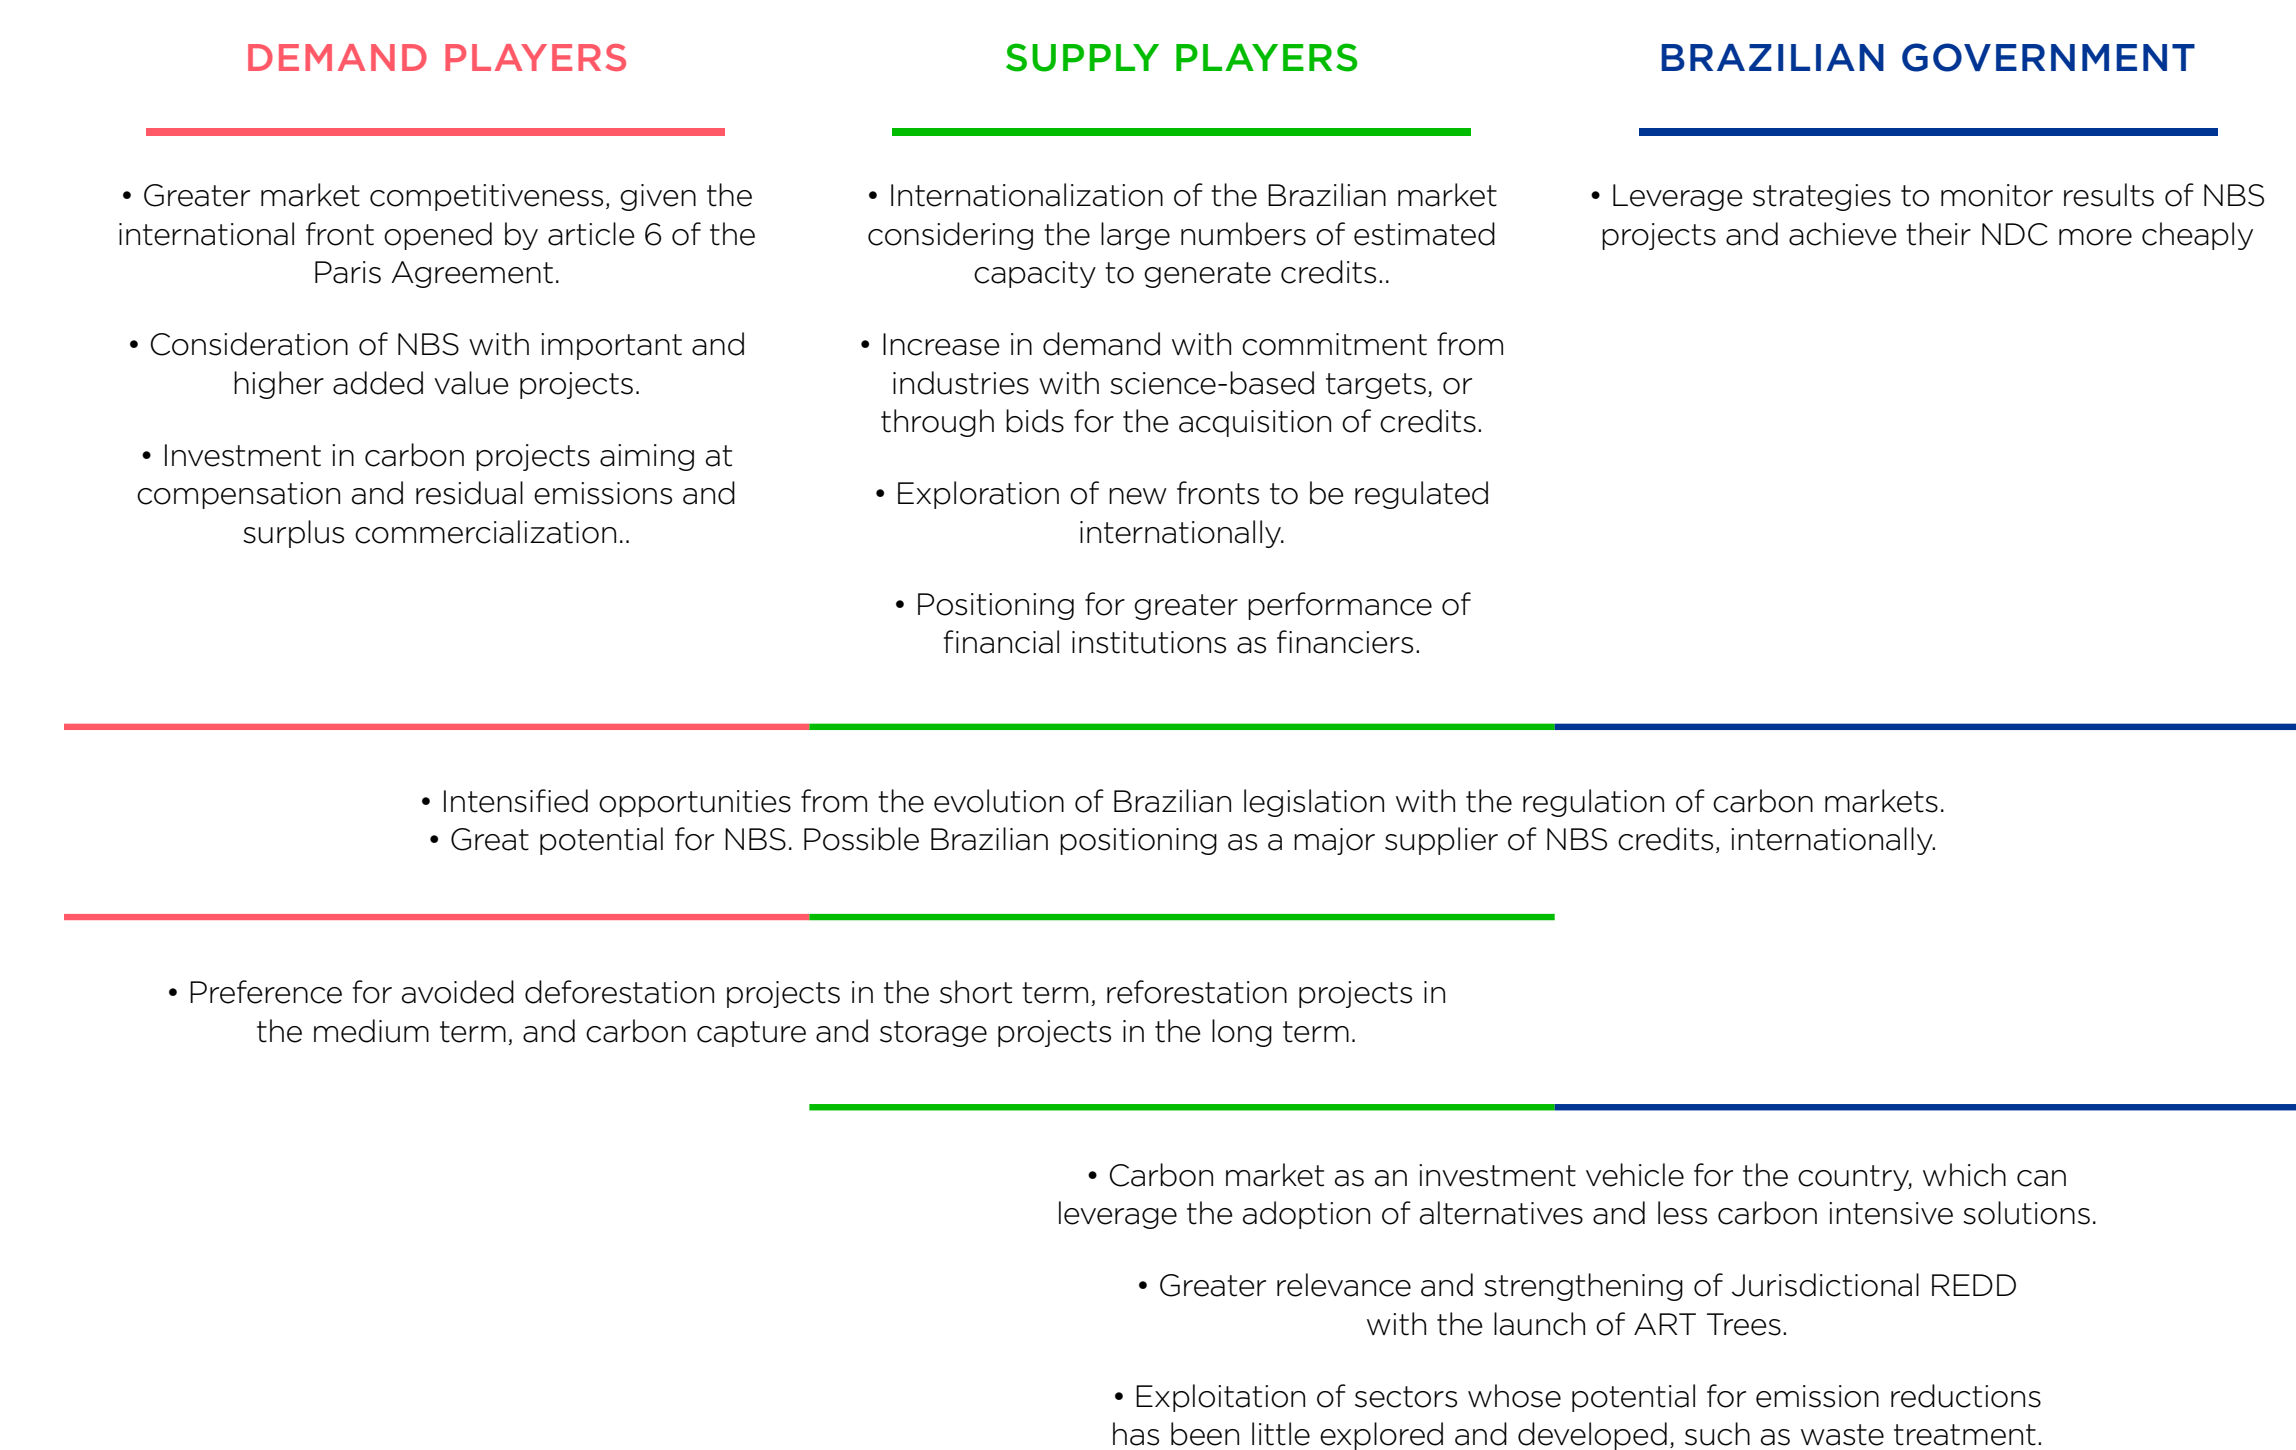 DEMAND PLAYERS
• Greater market competitiveness, given the
international front opened by article 6 of the
Paris Agreement.
• Consideration of NBS with important and
higher added value projects.
• Investment in carbon projects aiming at
compensation and residual emissions and
surplus commercialization..
SUPPLY PLAYERS
• Internationalization of the Brazilian market
considering the large numbers of estimated
capacity to generate credits..
• Increase in demand with commitment from
industries with science-based targets, or
through bids for the acquisition of credits.
• Exploration of new fronts to be regulated
internationally.
• Positioning for greater performance of
financial institutions as financiers.
BRAZILIAN GOVERNMENT
• Leverage strategies to monitor results of NBS
projects and achieve their NDC more cheaply
• Intensified opportunities from the evolution of Brazilian legislation with the regulation of carbon markets.
• Great potential for NBS. Possible Brazilian positioning as a major supplier of NBS credits, internationally.
• Preference for avoided deforestation projects in the short term, reforestation projects in
the medium term, and carbon capture and storage projects in the long term.
• Carbon market as an investment vehicle for the country, which can
leverage the adoption of alternatives and less carbon intensive solutions.
• Greater relevance and strengthening of Jurisdictional REDD
with the launch of ART Trees.
• Exploitation of sectors whose potential for emission reductions
has been little explored and developed, such as waste treatment.